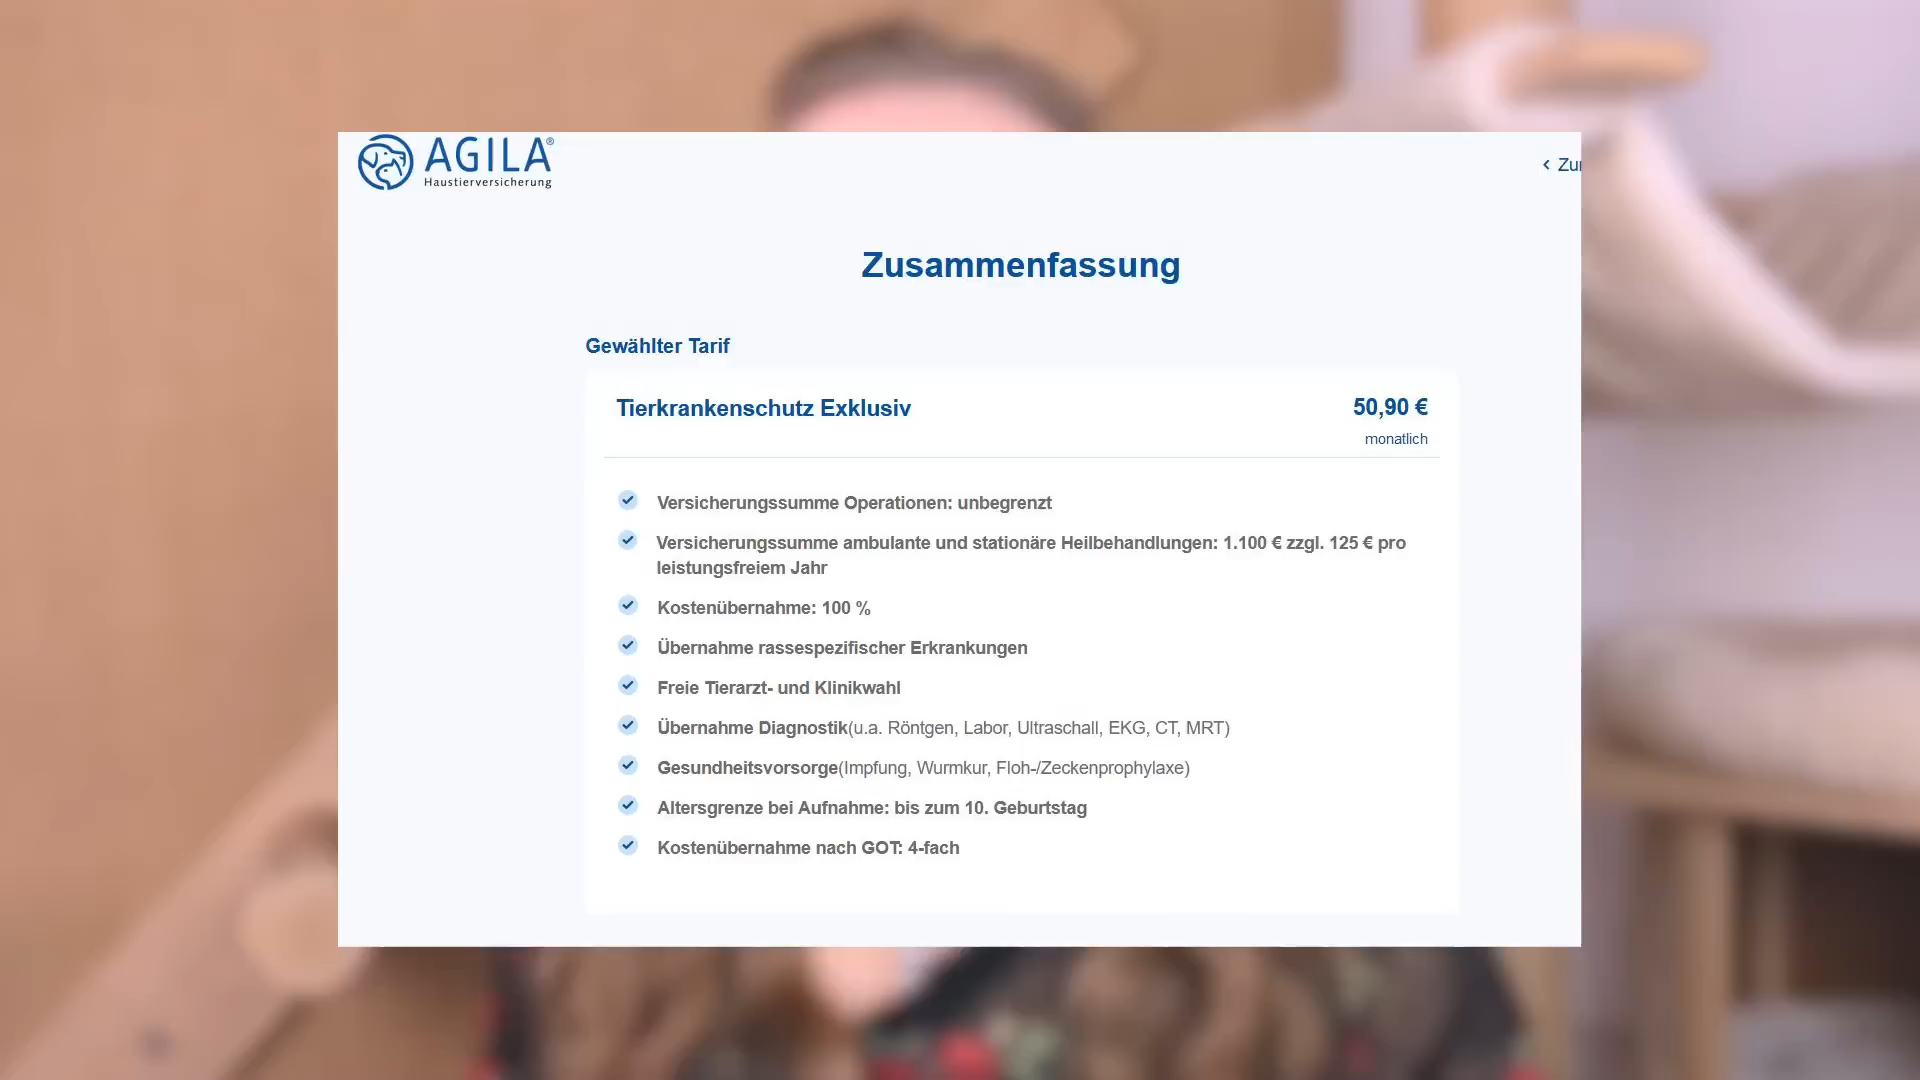 AGILA®
Haustierversicherung
‹ Zur
Zusammenfassung
Gewählter Tarif
Tierkrankenschutz Exklusiv
50,90 €
monatlich
Versicherungssumme Operationen: unbegrenzt
Versicherungssumme ambulante und stationäre Heilbehandlungen: 1.100 € zzgl. 125 € pro
leistungsfreiem Jahr
Kostenübernahme: 100 %
Übernahme rassespezifischer Erkrankungen
Freie Tierarzt- und Klinikwahl
Übernahme Diagnostik(u.a. Röntgen, Labor, Ultraschall, EKG, CT, MRT)
Gesundheitsvorsorge(Impfung, Wurmkur, Floh-/Zeckenprophylaxe)
Altersgrenze bei Aufnahme: bis zum 10. Geburtstag
Kostenübernahme nach GOT: 4-fach